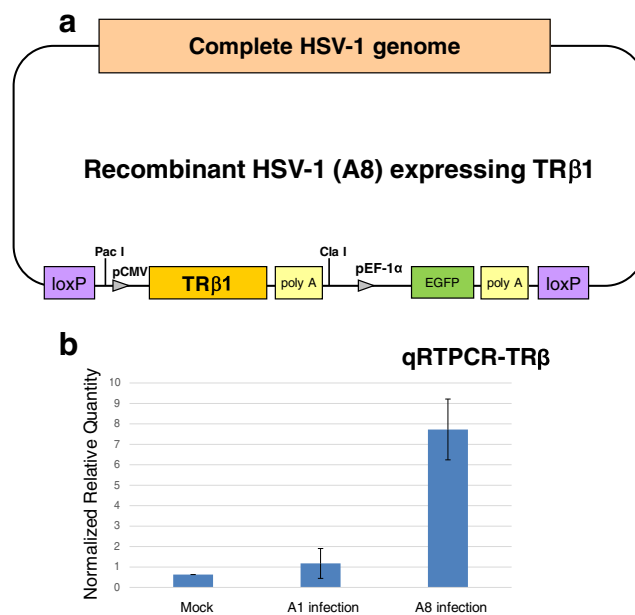 a
Complete HSV-1 genome
Recombinant HSV-1 (A8) expressing TRβ1
Pac I
Cla I
pCMV
pEF-1α
loxP
TRβ1
poly A
EGFP
poly A
loxP
b
qRTPCR-TRβ
Normalized Relative Quantity
10
9
8
7
6
5
4
3
2
1
0
Mock
A1 infection
A8 infection